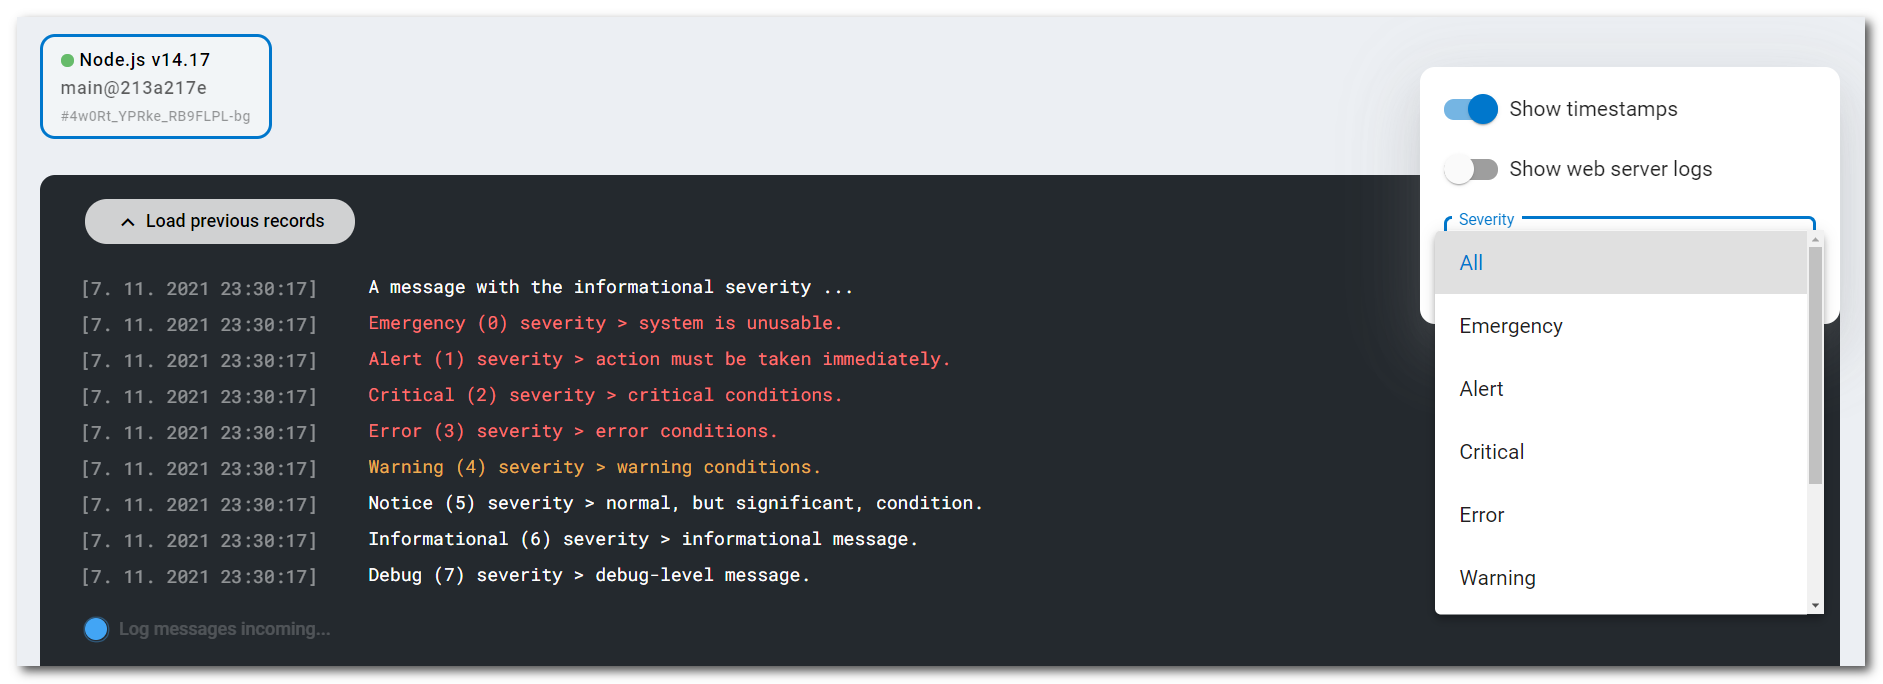 Node.js v14.17
main@213a217e
#4w0Rt_YPRke_RB9FLPL-bg
Show timestamps
Show web server logs
Severity
All
Emergency
Alert
Critical
Error
Warning
Load previous records
[7. 11. 2021 23:30:17] A message with the informational severity ...
[7. 11. 2021 23:30:17] Emergency (0) severity > system is unusable.
[7. 11. 2021 23:30:17] Alert (1) severity > action must be taken immediately.
[7. 11. 2021 23:30:17] Critical (2) severity > critical conditions.
[7. 11. 2021 23:30:17] Error (3) severity > error conditions.
[7. 11. 2021 23:30:17] Warning (4) severity > warning conditions.
[7. 11. 2021 23:30:17] Notice (5) severity > normal, but significant, condition.
[7. 11. 2021 23:30:17] Informational (6) severity > informational message.
[7. 11. 2021 23:30:17] Debug (7) severity > debug-level message.
Log messages incoming...